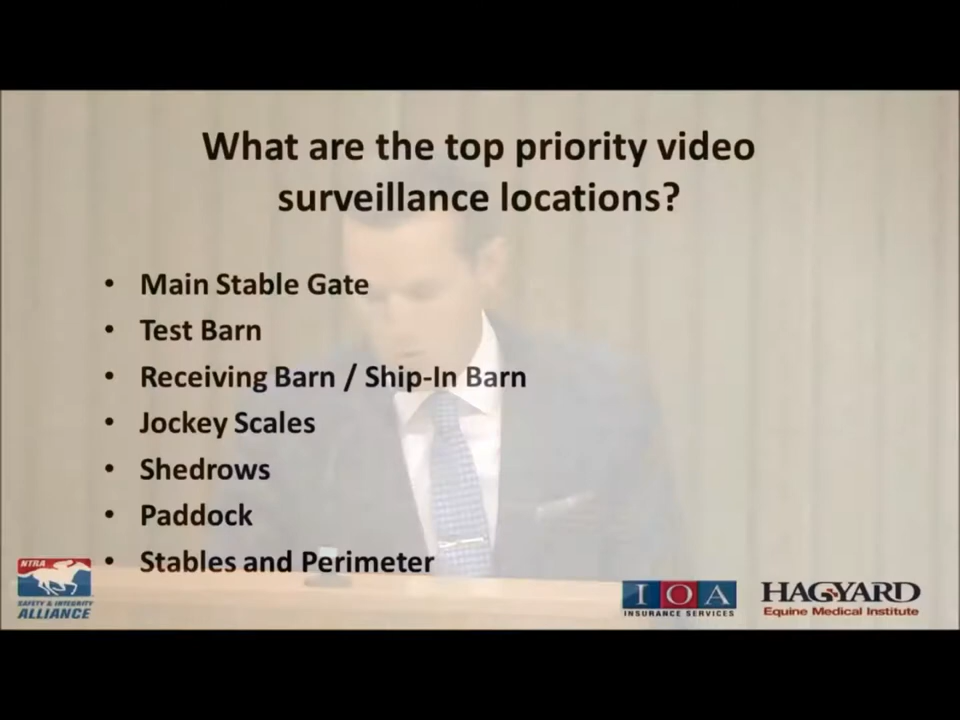 What are the top priority video
surveillance locations?
• Main Stable Gate
• Test Barn
• Receiving Barn / Ship-In Barn
• Jockey Scales
• Shedrows
• Paddock
• Stables and Perimeter
NTRA
SAFETY & INTEGRITY
ALLIANCE
IOA
INSURANCE SERVICES
HAGYARD
Equine Medical Institute